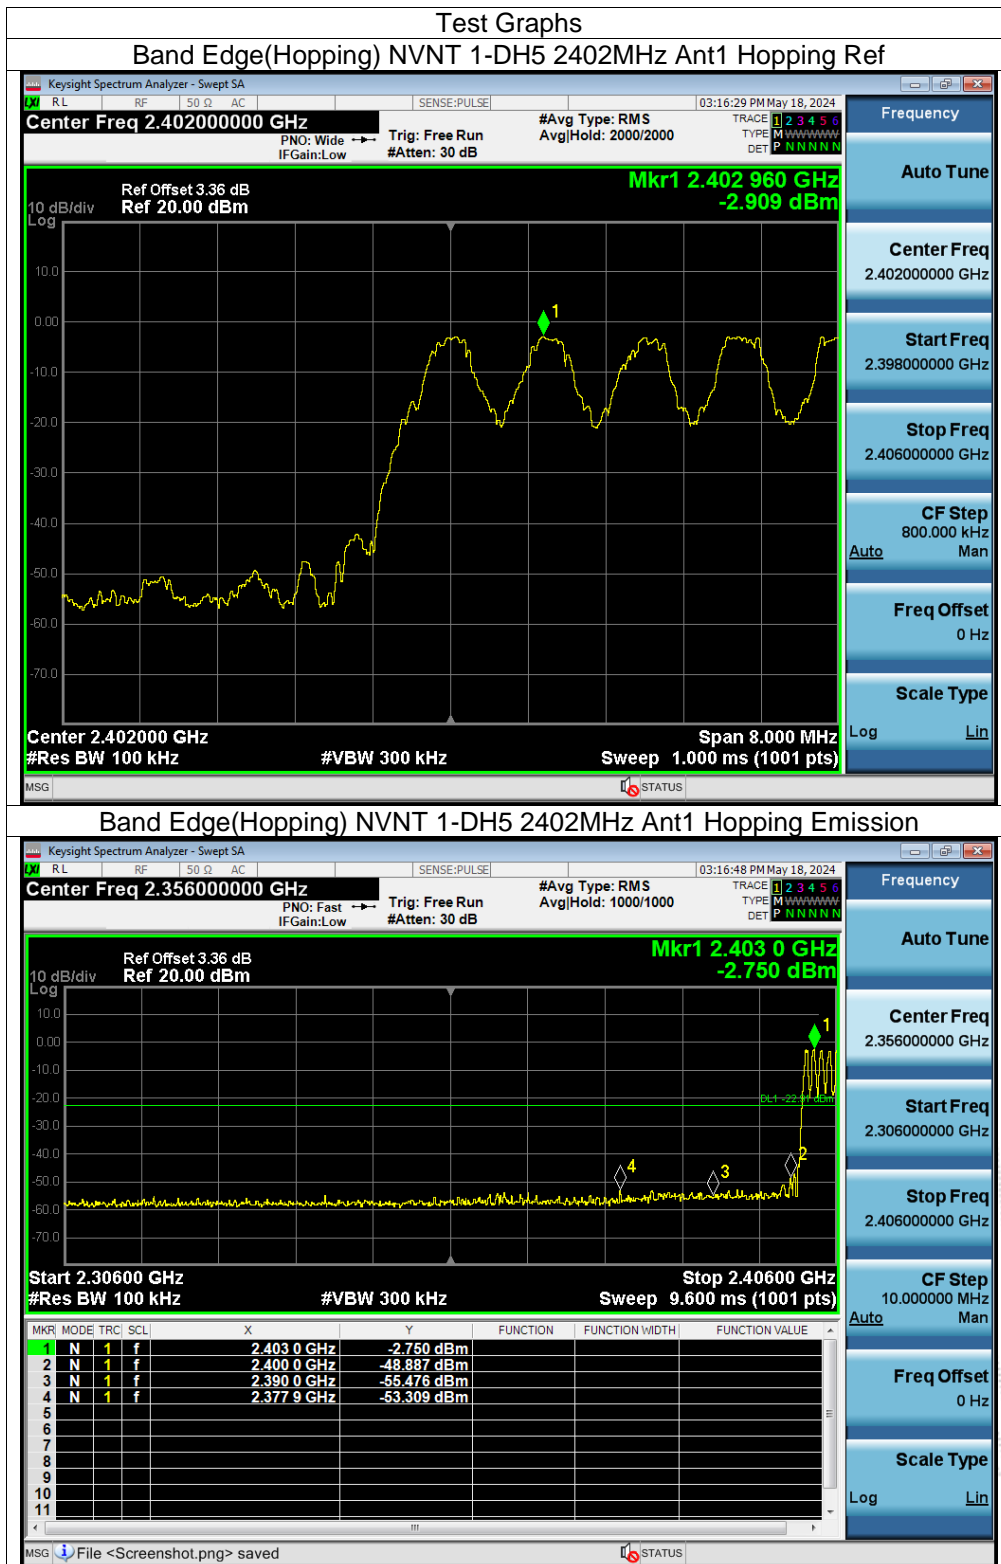 Test Graphs
Band Edge(Hopping) NVNT 1-DH5 2402MHz Ant1 Hopping Ref
Keysight Spectrum Analyzer - Swept SA
LXI RL RF 50 Ω AC SENSE:PULSE 03:16:29 PM May 18, 2024
Center Freq 2.402000000 GHz
PNO: Wide
IFGain:Low
Trig: Free Run
#Atten: 30 dB
#Avg Type: RMS
Avg|Hold: 2000/2000
TRACE 1 2 3 4 5 6
TYPE M WWWWW
DET P N N N N N
Ref Offset 3.36 dB
10 dB/div Ref 20.00 dBm
Log
Mkr1 2.402 960 GHz
-2.909 dBm
10.0
0.00
-10.0
-20.0
-30.0
-40.0
-50.0
-60.0
-70.0
1
Center 2.402000 GHz Span 8.000 MHz
#Res BW 100 kHz #VBW 300 kHz Sweep 1.000 ms (1001 pts)
MSG STATUS
Frequency
Auto Tune
Center Freq
2.402000000 GHz
Start Freq
2.398000000 GHz
Stop Freq
2.406000000 GHz
CF Step
800.000 kHz
Auto Man
Freq Offset
0 Hz
Scale Type
Log Lin
Band Edge(Hopping) NVNT 1-DH5 2402MHz Ant1 Hopping Emission
Keysight Spectrum Analyzer - Swept SA
LXI RL RF 50 Ω AC SENSE:PULSE 03:16:48 PM May 18, 2024
Center Freq 2.356000000 GHz
PNO: Fast
IFGain:Low
Trig: Free Run
#Atten: 30 dB
#Avg Type: RMS
Avg|Hold: 1000/1000
TRACE 1 2 3 4 5 6
TYPE M WWWWW
DET P N N N N N
Ref Offset 3.36 dB
10 dB/div Ref 20.00 dBm
Log
Mkr1 2.403 0 GHz
-2.750 dBm
10.0
0.00
-10.0
-20.0
-30.0
-40.0
-50.0
-60.0
-70.0
1
DL1 -22.91 dBm
2
3
4
Start 2.30600 GHz Stop 2.40600 GHz
#Res BW 100 kHz #VBW 300 kHz Sweep 9.600 ms (1001 pts)
MKR MODE TRC SCL X Y FUNCTION FUNCTION WIDTH FUNCTION VALUE
1 N 1 f 2.403 0 GHz -2.750 dBm
2 N 1 f 2.400 0 GHz -48.887 dBm
3 N 1 f 2.390 0 GHz -55.476 dBm
4 N 1 f 2.377 9 GHz -53.309 dBm
5
6
7
8
9
10
11
MSG File <Screenshot.png> saved STATUS
Frequency
Auto Tune
Center Freq
2.356000000 GHz
Start Freq
2.306000000 GHz
Stop Freq
2.406000000 GHz
CF Step
10.000000 MHz
Auto Man
Freq Offset
0 Hz
Scale Type
Log Lin